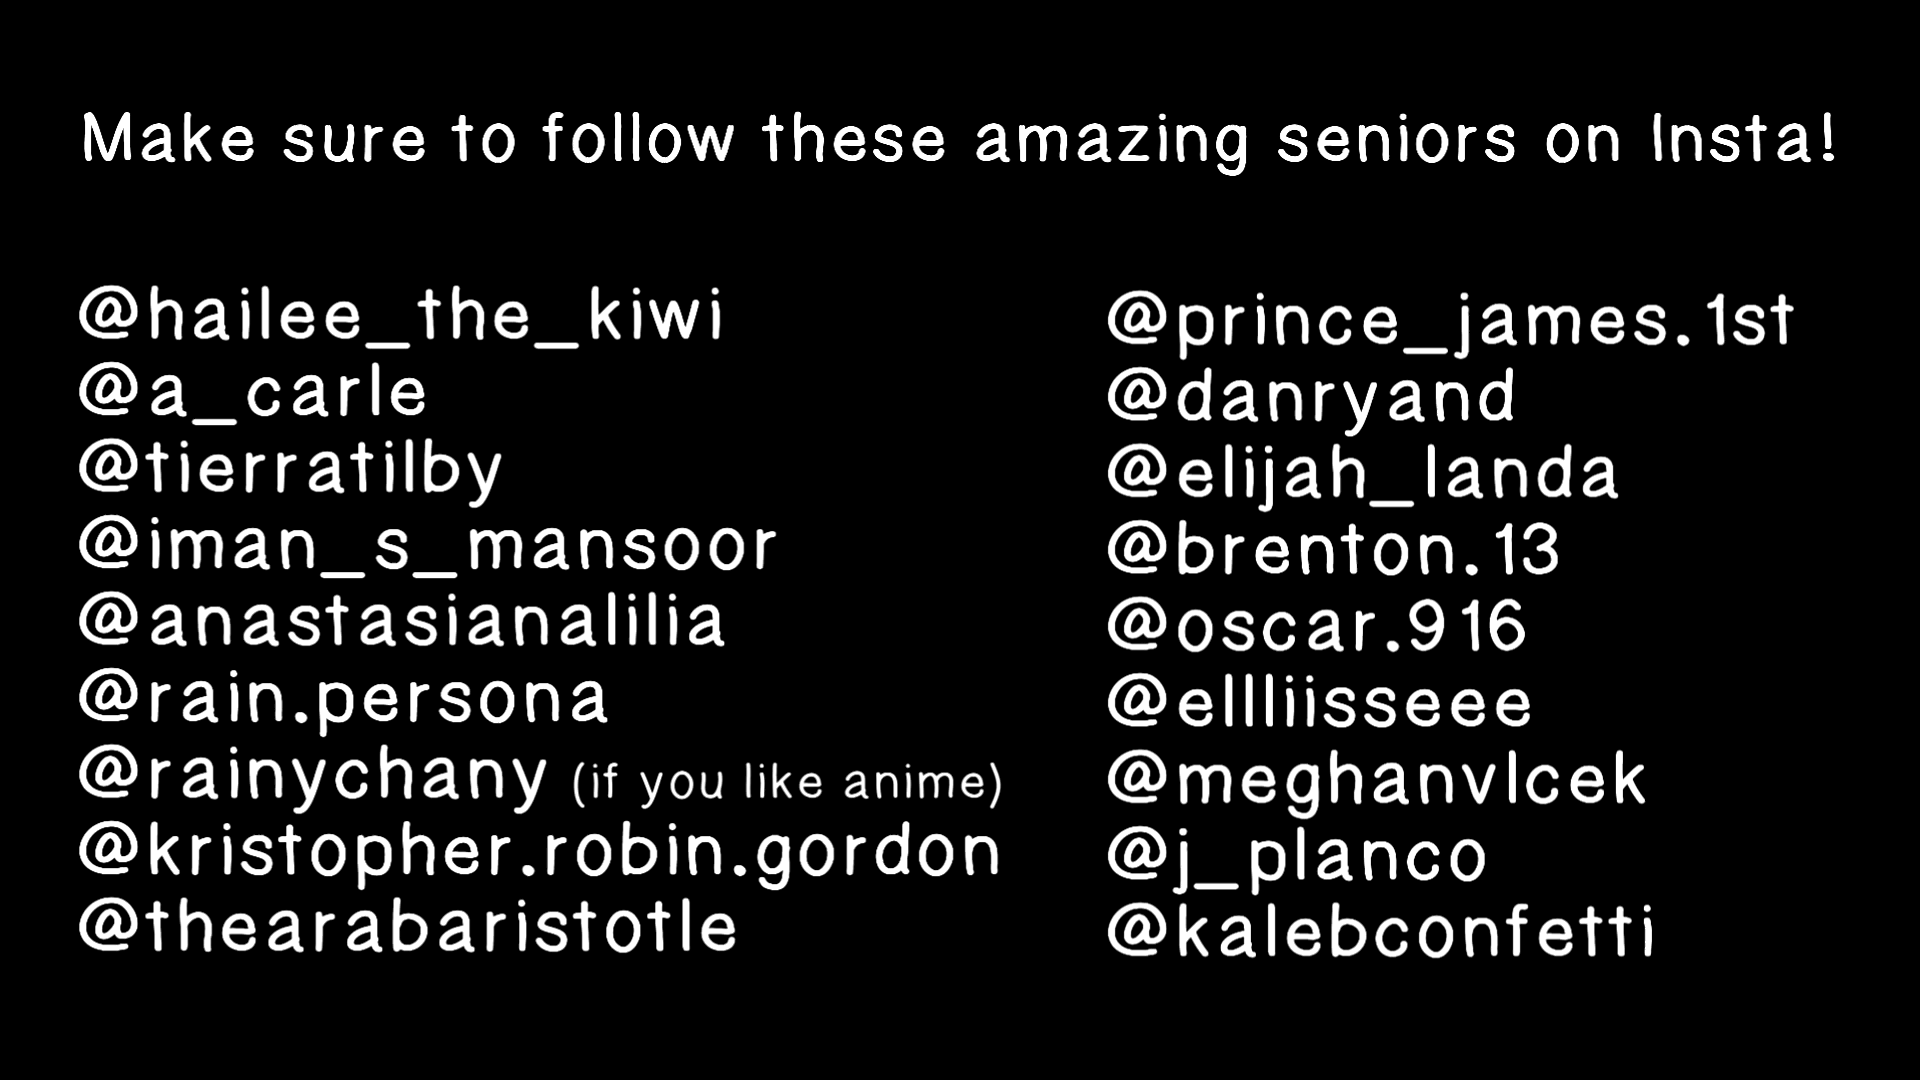 Make sure to follow these amazing seniors on Insta!
@hailee_the_kiwi
@a_carle
@tierratilby
@iman_s_mansoor
@anastasianalilia
@rain.persona
@rainychany (if you like anime)
@kristopher.robin.gordon
@thearabaristotle
@prince_james.1st
@danryand
@elijah_landa
@brenton.13
@oscar.916
@ellliisseee
@meghanvlcek
@j_planco
@kalebconfetti